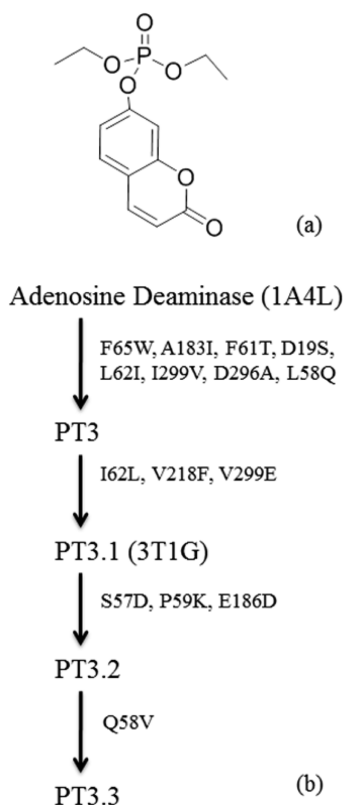 O
O
P
O
O
O
O
(a)
Adenosine Deaminase (1A4L)
F65W, A183I, F61T, D19S,
L62I, I299V, D296A, L58Q
PT3
I62L, V218F, V299E
PT3.1 (3T1G)
S57D, P59K, E186D
PT3.2
Q58V
PT3.3
(b)